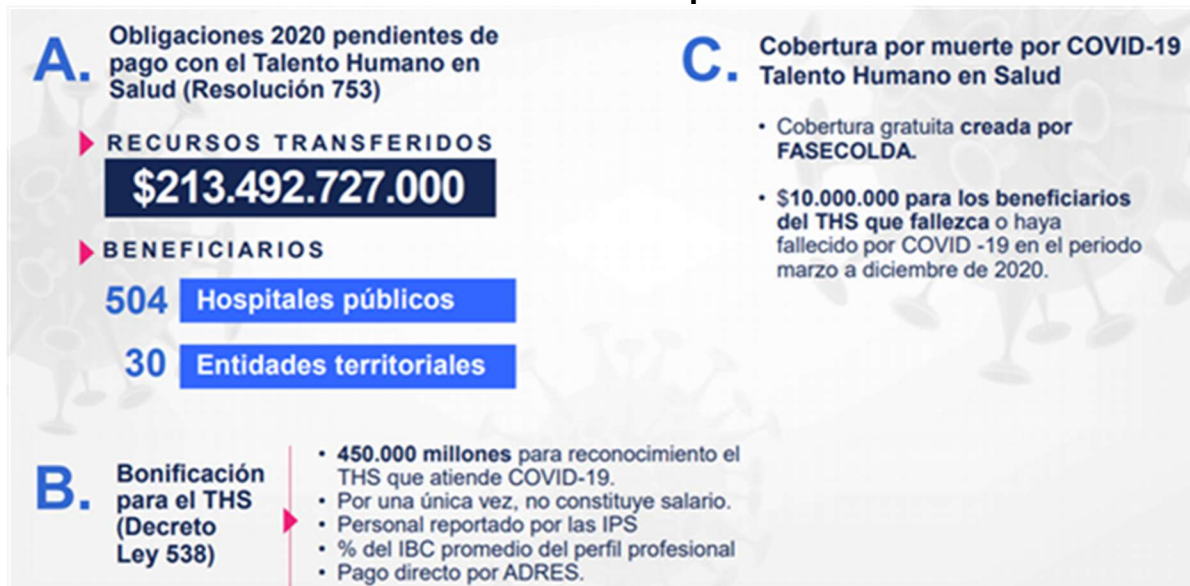 A.
Obligaciones 2020 pendientes de
pago con el Talento Humano en
Salud (Resolución 753)
RECURSOS TRANSFERIDOS
$213.492.727.000
BENEFICIARIOS
504 Hospitales públicos
30 Entidades territoriales
B.
Bonificación
para el THS
(Decreto
Ley 538)
• 450.000 millones para reconocimiento el
THS que atiende COVID-19.
• Por una única vez, no constituye salario.
• Personal reportado por las IPS
• % del IBC promedio del perfil profesional
• Pago directo por ADRES.
C.
Cobertura por muerte por COVID-19
Talento Humano en Salud
• Cobertura gratuita creada por
FASECOLDA.
• $10.000.000 para los beneficiarios
del THS que fallezca o haya
fallecido por COVID -19 en el periodo
marzo a diciembre de 2020.